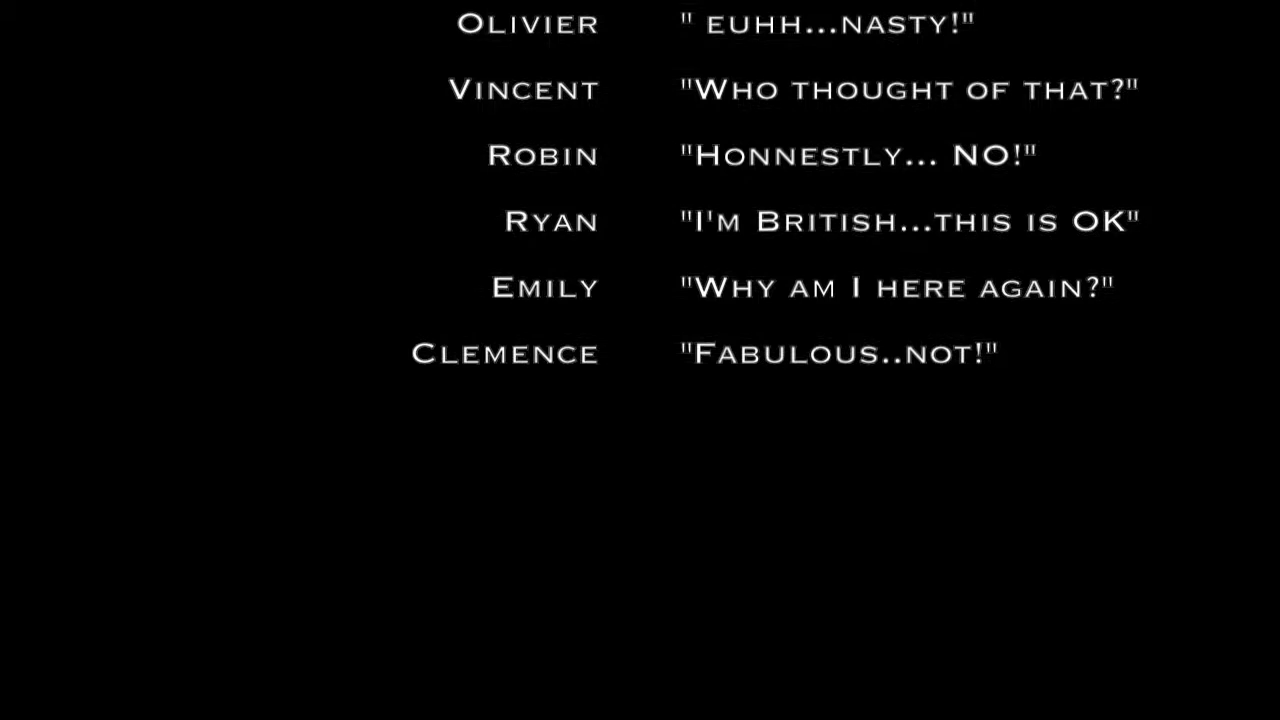 Olivier " euhh...nasty!"
Vincent "Who thought of that?"
Robin "Honnestly... NO!"
Ryan "I'm British...this is OK"
Emily "Why am I here again?"
Clemence "Fabulous..not!"